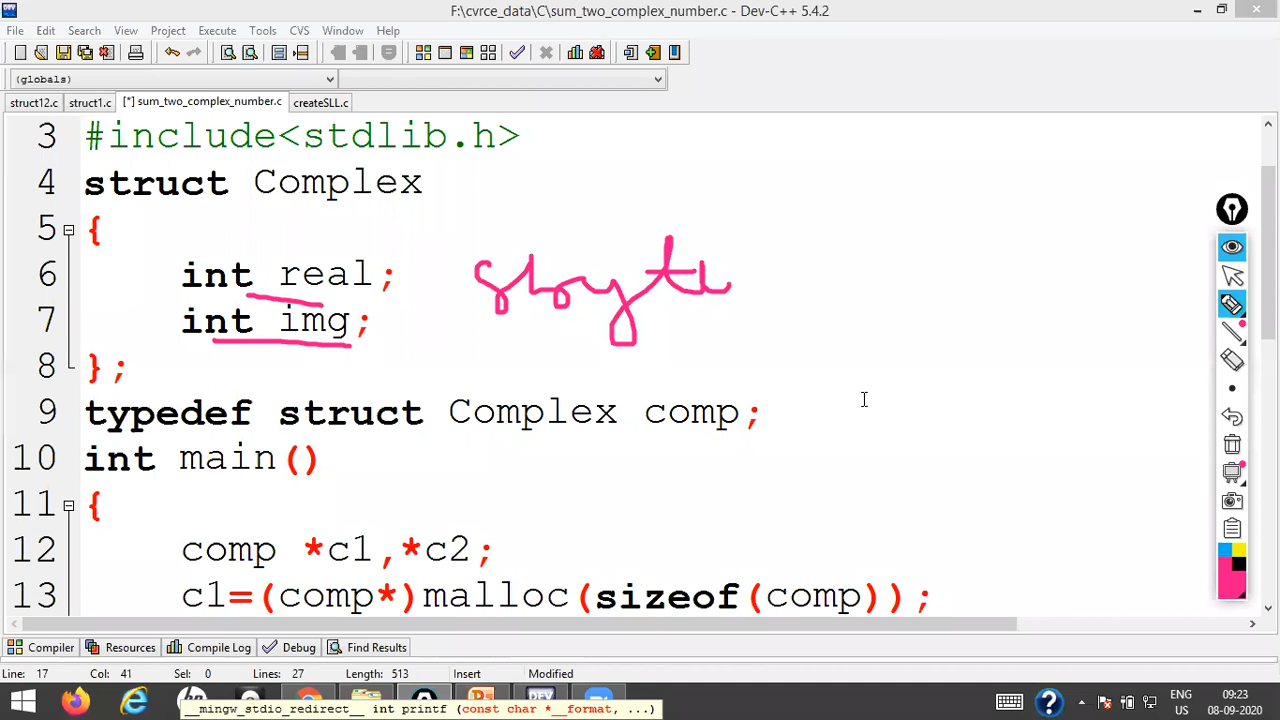 F:\cvrce_data\C\sum_two_complex_number.c - Dev-C++ 5.4.2
File Edit Search View Project Execute Tools CVS Window Help
(globals)
struct12.c struct1.c [*] sum_two_complex_number.c createSLL.c
3 #include<stdlib.h>
4 struct Complex
5 {
6 int real; 8byte
7 int img;
8 };
9 typedef struct Complex comp;
10 int main()
11 {
12 comp *c1,*c2;
13 c1=(comp*)malloc(sizeof(comp));
Compiler Resources Compile Log Debug Find Results
Line: 17 Col: 41 Sel: 0 Lines: 27 Length: 513 Insert Modified
__mingw_stdio_redirect__ int printf (const char *__format, ...)
DEV
ENG 09:23
US 08-09-2020